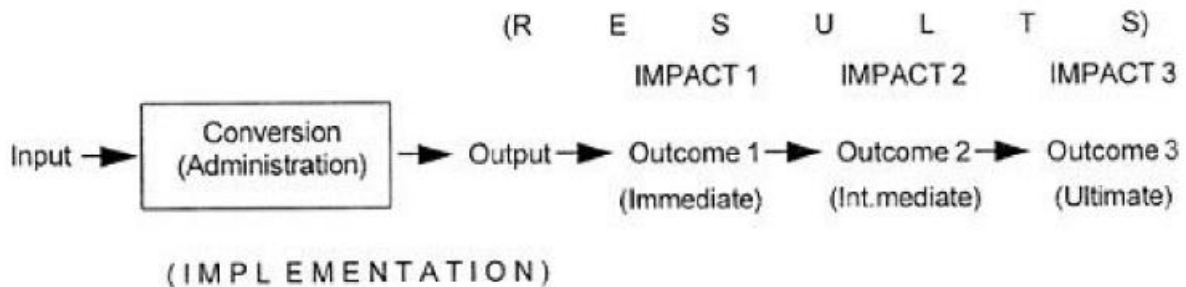 (R E S U L T S)
IMPACT 1 IMPACT 2 IMPACT 3
Conversion
Input (Administration) Output Outcome 1 Outcome 2 Outcome 3
(Immediate) (Int.mediate) (Ultimate)
(I M P L E M E N T A T I O N)